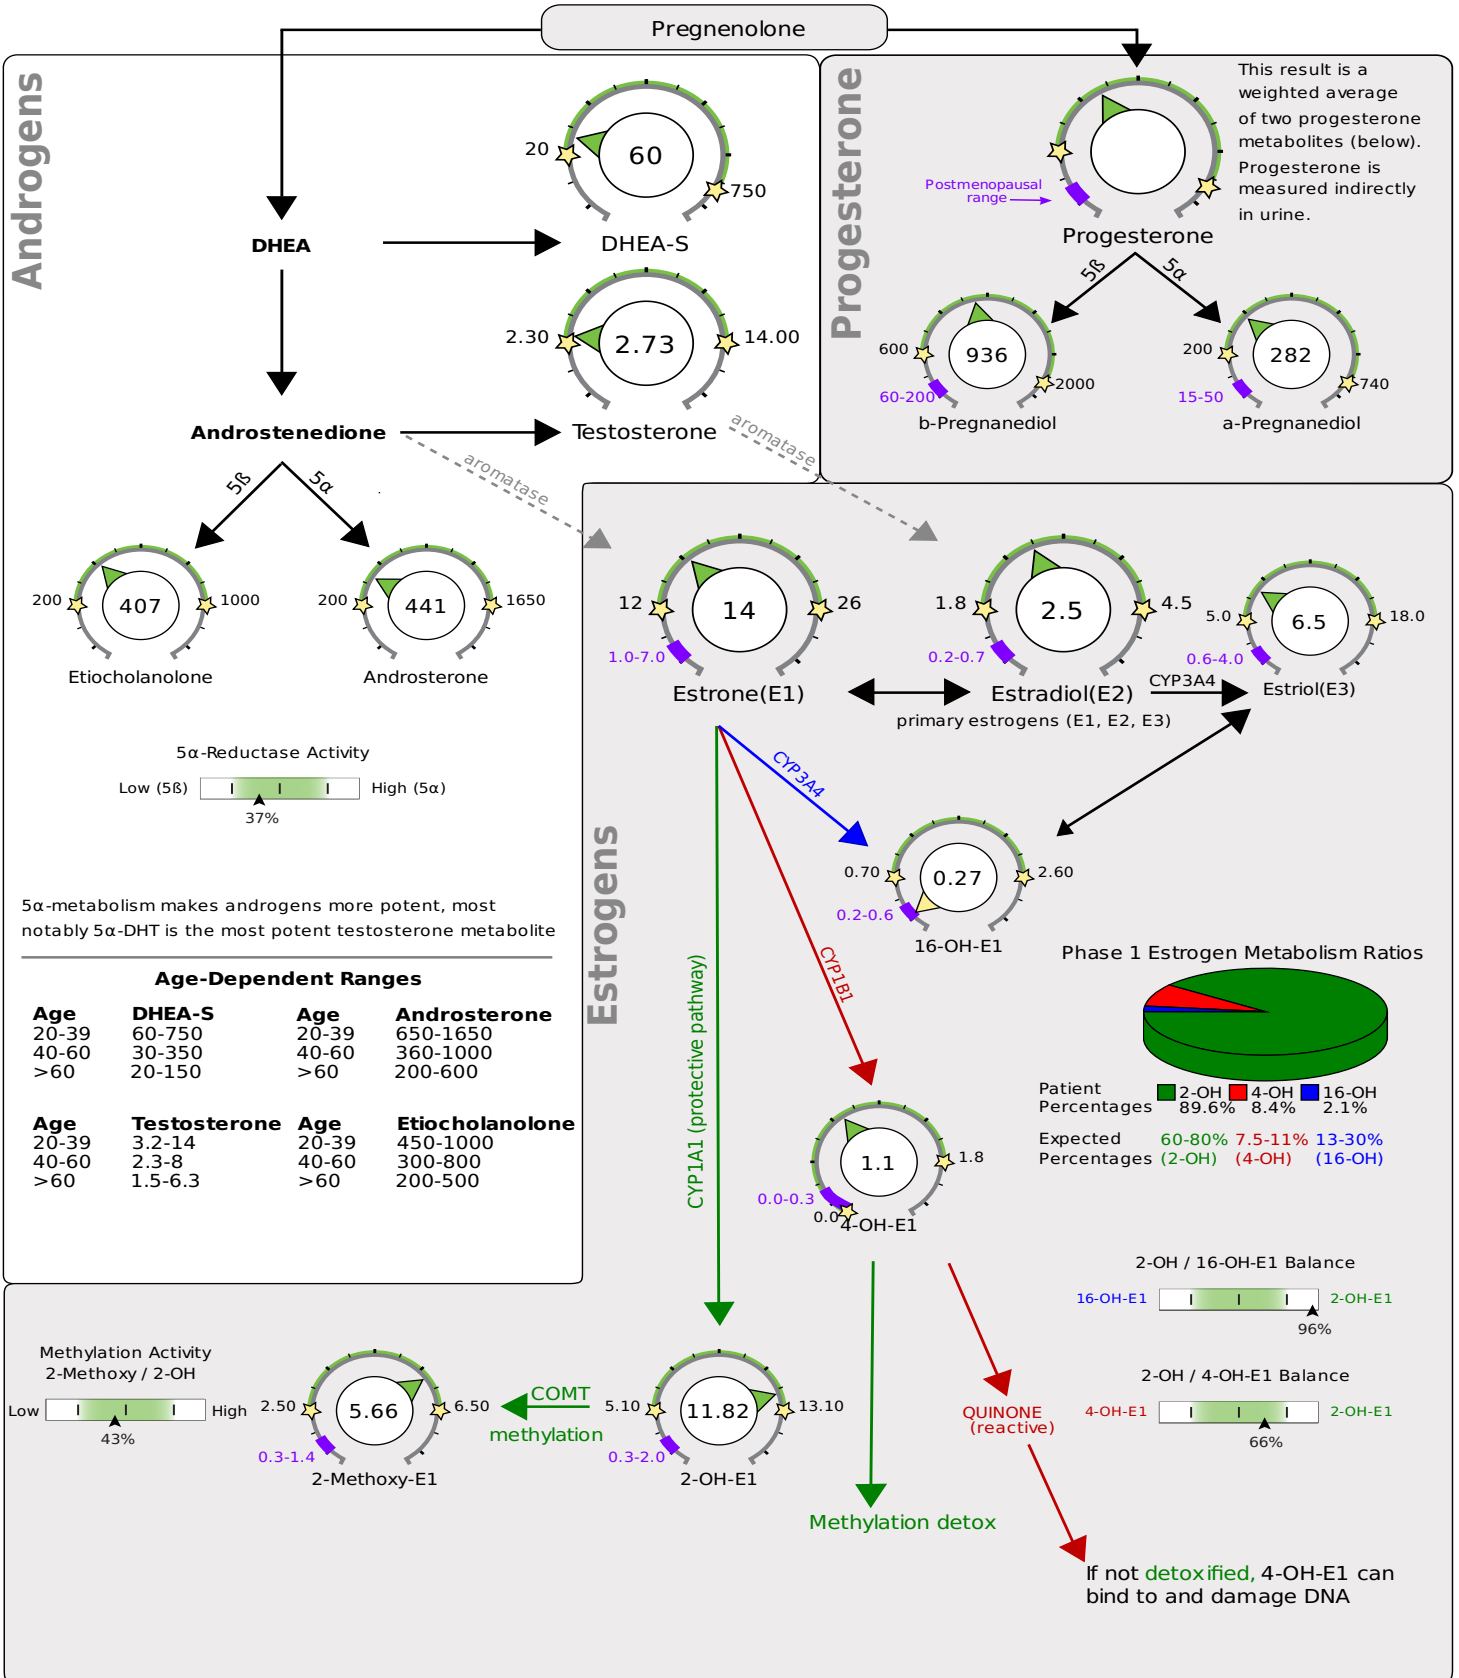 Pregnenolone
Androgens
20
60
750
DHEA-S
DHEA
2.30
2.73
14.00
Testosterone
Androstenedione
aromatase
aromatase
5ß
5α
200
407
1000
Etiocholanolone
200
441
1650
Androsterone
5α-Reductase Activity
Low (5ß)
High (5α)
37%
5α-metabolism makes androgens more potent, most
notably 5α-DHT is the most potent testosterone metabolite
Age-Dependent Ranges
Age DHEA-S Age Androsterone
20-39 60-750 20-39 650-1650
40-60 30-350 40-60 360-1000
>60 20-150 >60 200-600
Age Testosterone Age Etiocholanolone
20-39 3.2-14 20-39 450-1000
40-60 2.3-8 40-60 300-800
>60 1.5-6.3 >60 200-500
Progesterone
This result is a
weighted average
of two progesterone
metabolites (below).
Progesterone is
measured indirectly
in urine.
Postmenopausal
range
Progesterone
5ß
5α
600
936
2000
60-200
b-Pregnanediol
200
282
740
15-50
a-Pregnanediol
Estrogens
12
14
26
1.0-7.0
Estrone(E1)
1.8
2.5
4.5
0.2-0.7
Estradiol(E2)
CYP3A4
5.0
6.5
18.0
0.6-4.0
Estriol(E3)
primary estrogens (E1, E2, E3)
CYP3A4
0.70
0.27
2.60
0.2-0.6
16-OH-E1
CYP1B1
CYP1A1 (protective pathway)
Phase 1 Estrogen Metabolism Ratios
Patient 2-OH 4-OH 16-OH
Percentages 89.6% 8.4% 2.1%
Expected 60-80% 7.5-11% 13-30%
Percentages (2-OH) (4-OH) (16-OH)
1.1
1.8
0.0-0.3
0.0
4-OH-E1
2-OH / 16-OH-E1 Balance
16-OH-E1
2-OH-E1
96%
2-OH / 4-OH-E1 Balance
4-OH-E1
2-OH-E1
66%
Methylation Activity
2-Methoxy / 2-OH
Low
High
43%
2.50
5.66
6.50
0.3-1.4
2-Methoxy-E1
COMT
methylation
5.10
11.82
13.10
0.3-2.0
2-OH-E1
QUINONE
(reactive)
Methylation detox
If not detoxified, 4-OH-E1 can
bind to and damage DNA